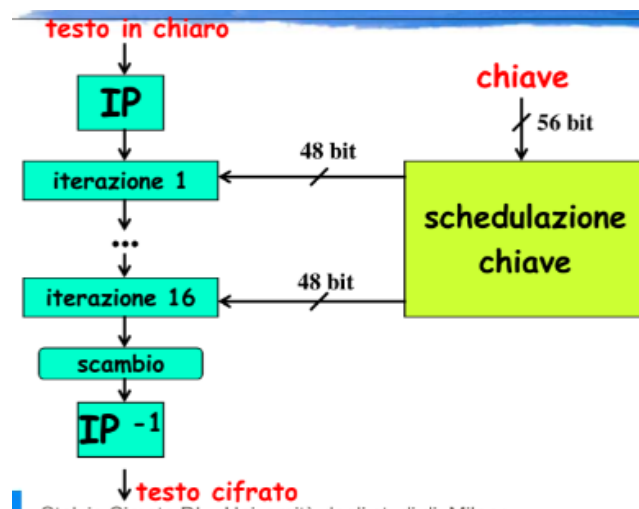 testo in chiaro
IP
chiave
56 bit
48 bit
iterazione 1
schedulazione
chiave
...
48 bit
iterazione 16
scambio
IP -1
testo cifrato